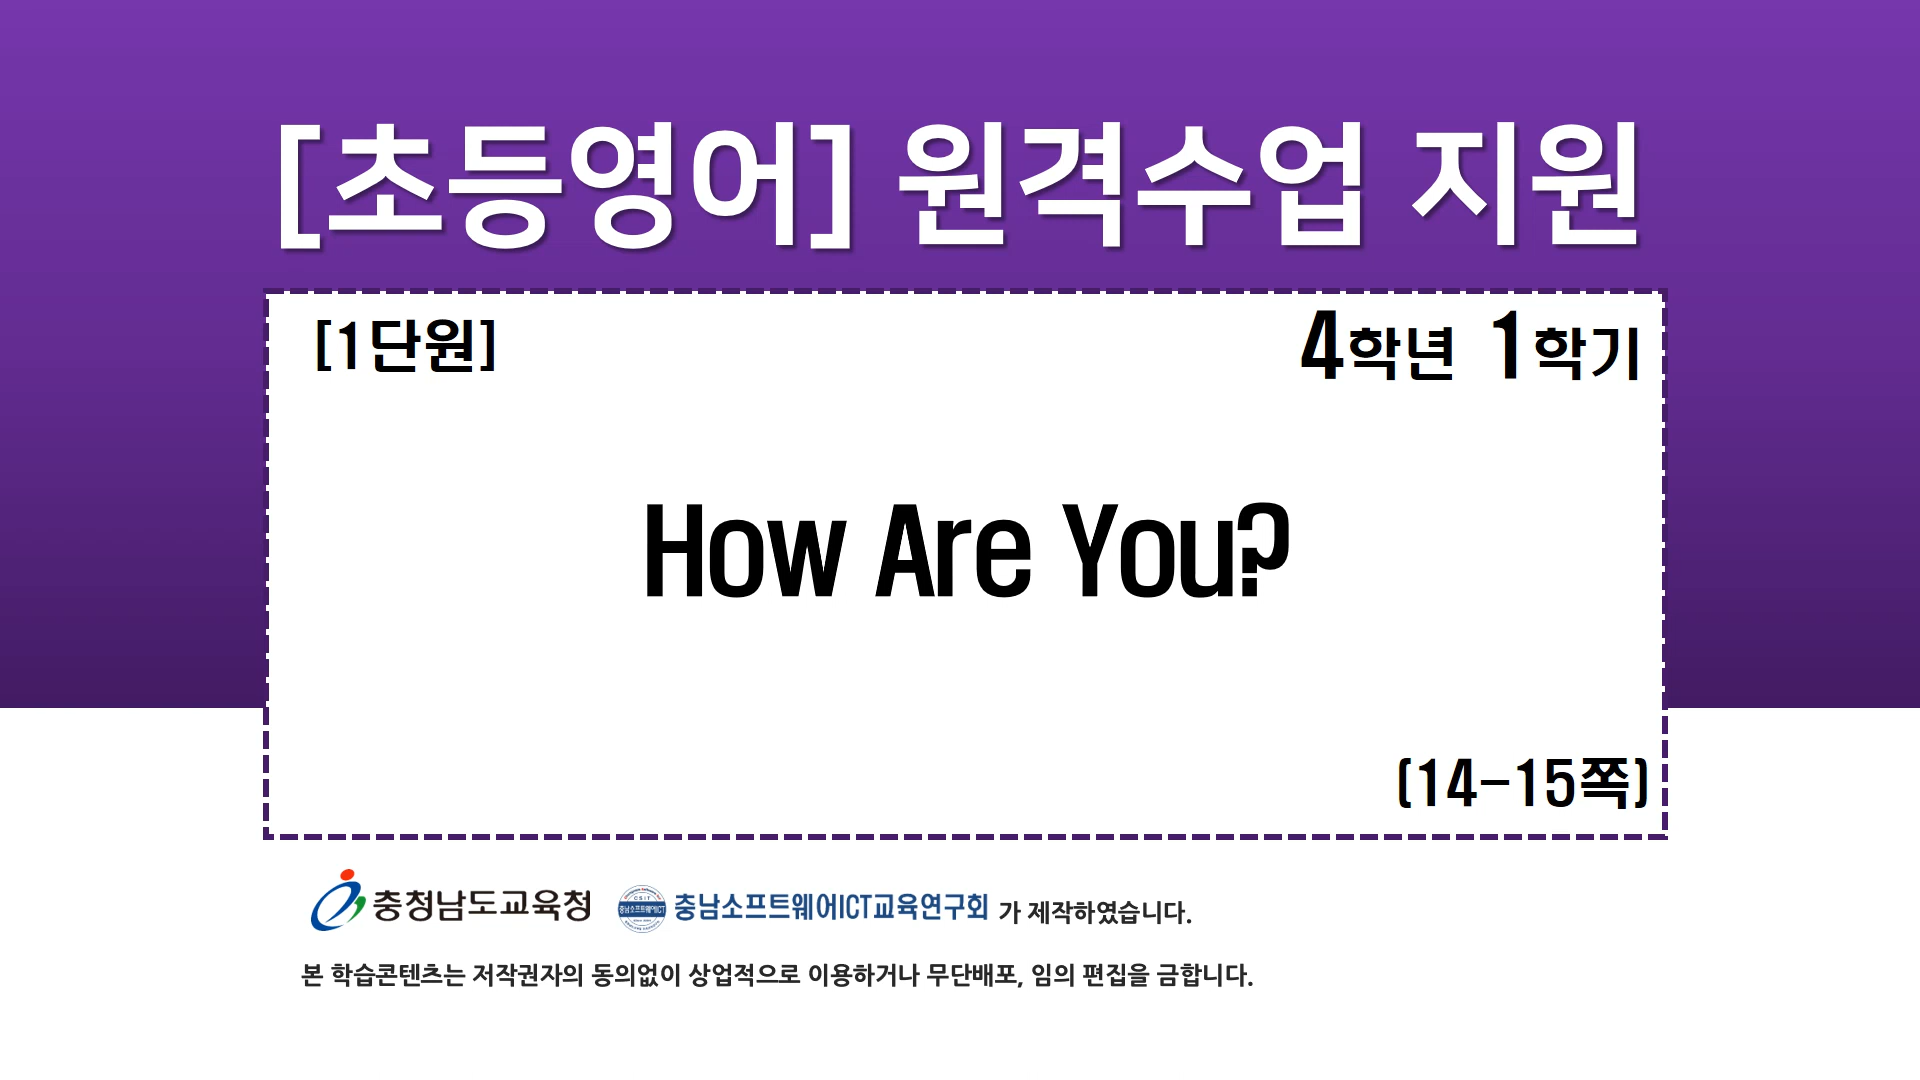 [초등영어] 원격수업 지원
[1단원]
4학년 1학기
How Are You?
(14-15쪽)
충청남도교육청 충남소프트웨어ICT교육연구회 가 제작하였습니다.
본 학습콘텐츠는 저작권자의 동의없이 상업적으로 이용하거나 무단배포, 임의 편집을 금합니다.